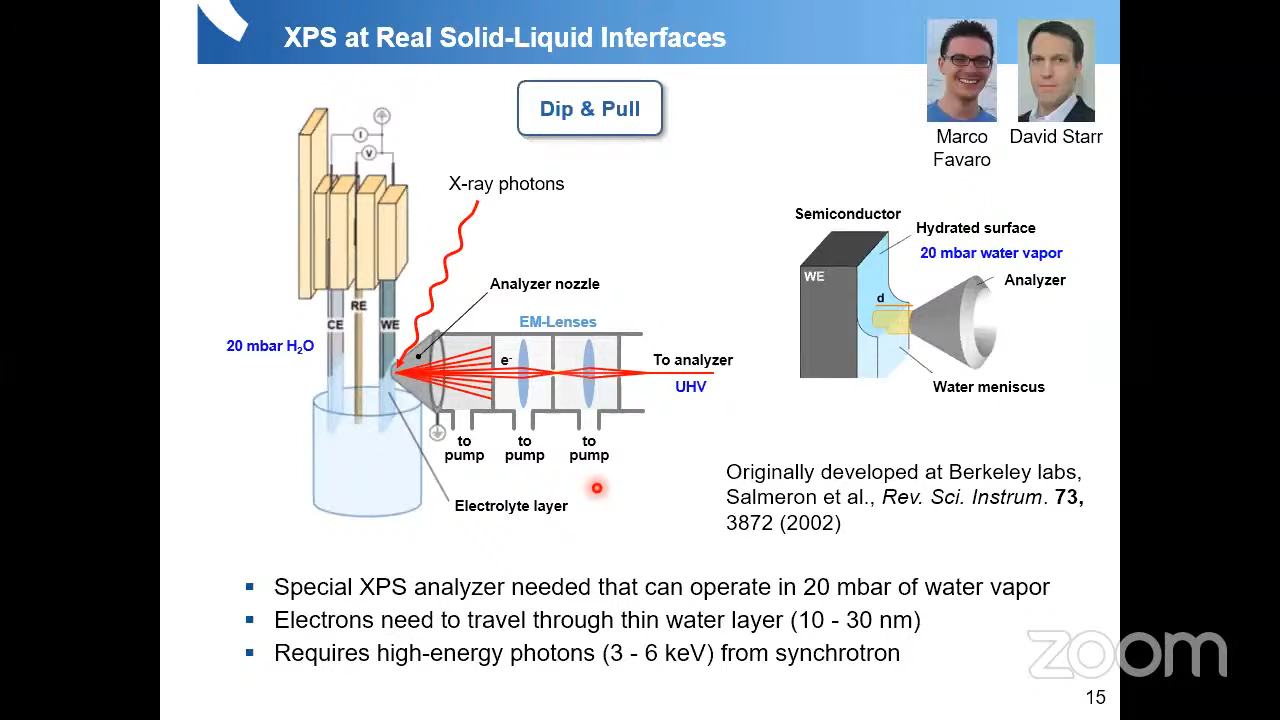 XPS at Real Solid-Liquid Interfaces
Dip & Pull
Marco
Favaro
David Starr
I
V
X-ray photons
Analyzer nozzle
EM-Lenses
RE
CE
WE
20 mbar H₂O
e⁻
To analyzer
UHV
to
pump
to
pump
to
pump
Electrolyte layer
Semiconductor
Hydrated surface
20 mbar water vapor
WE
Analyzer
d
Water meniscus
Originally developed at Berkeley labs,
Salmeron et al., Rev. Sci. Instrum. 73,
3872 (2002)
▪ Special XPS analyzer needed that can operate in 20 mbar of water vapor
▪ Electrons need to travel through thin water layer (10 - 30 nm)
▪ Requires high-energy photons (3 - 6 keV) from synchrotron
zoom
15